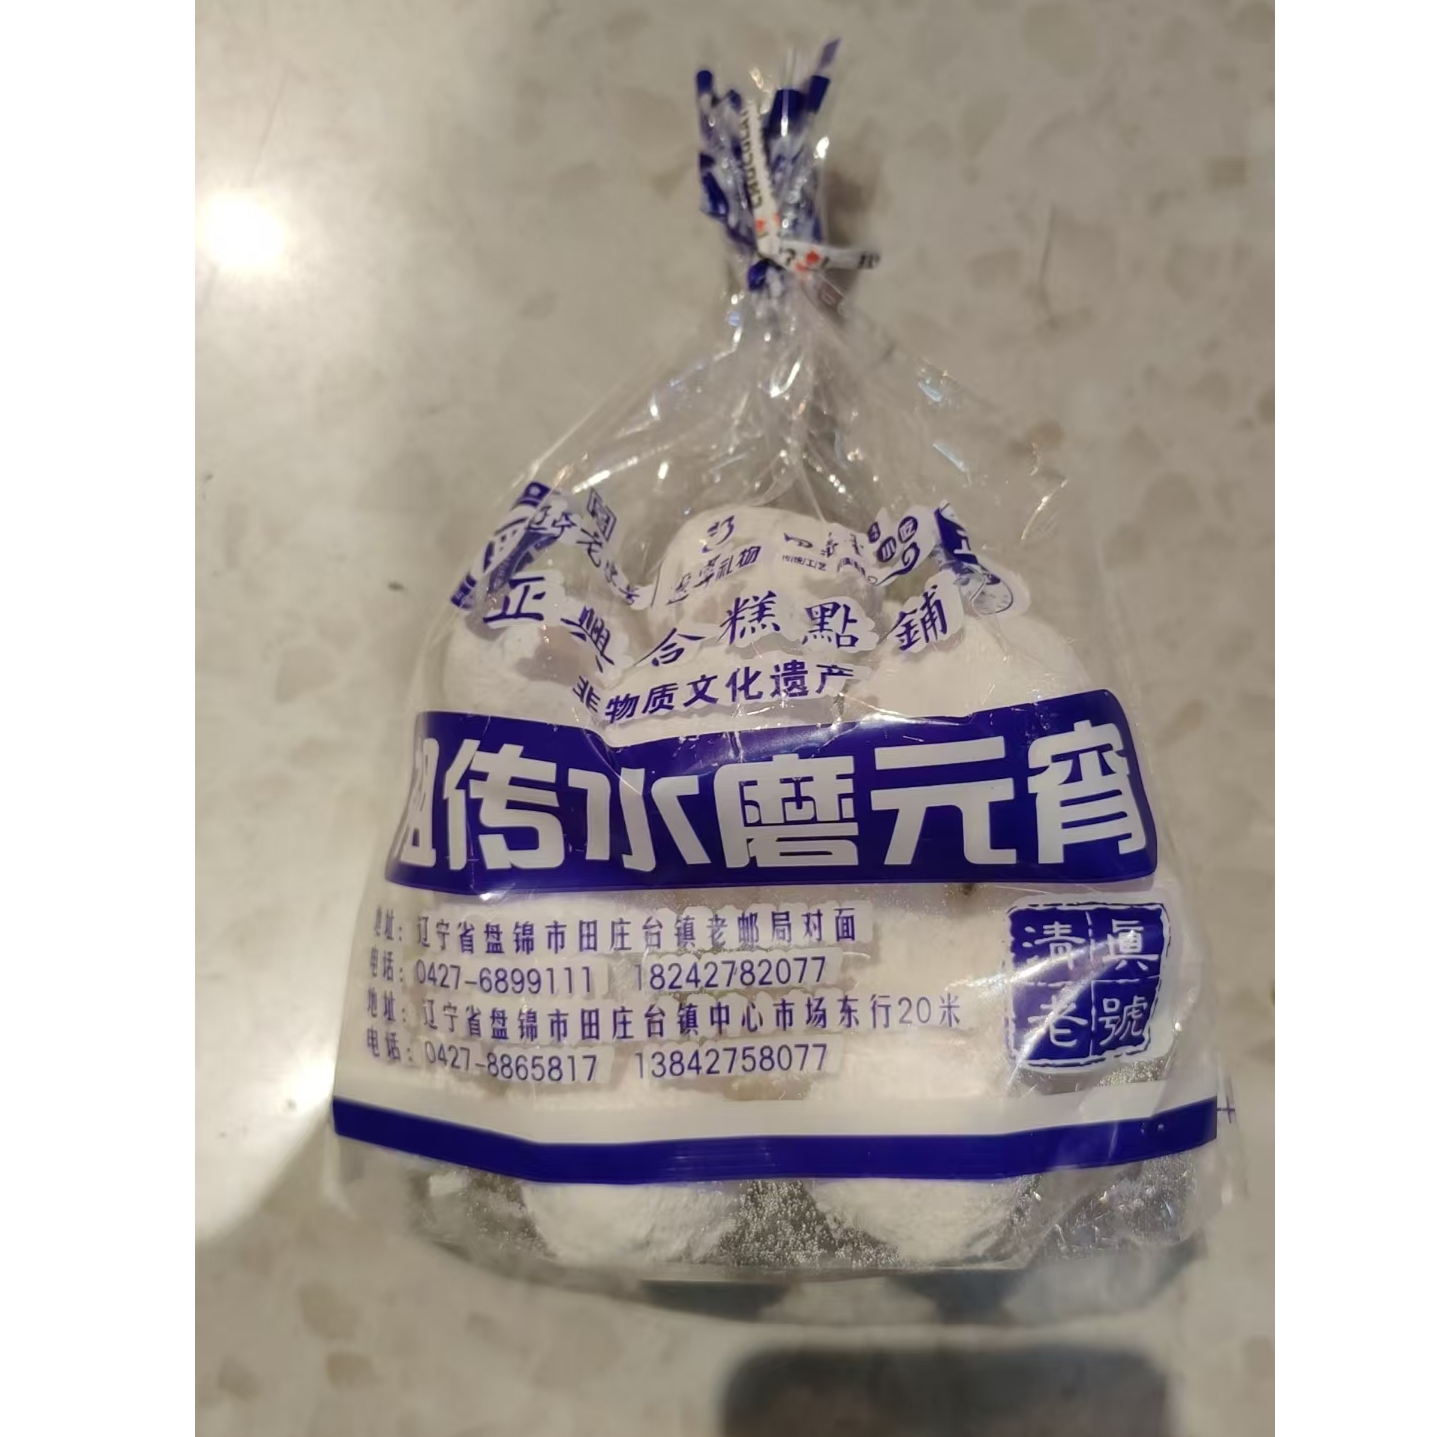 礼物
正興合糕點鋪
非物质文化遗产
祖传水磨元宵
地址：辽宁省盘锦市田庄台镇老邮局对面
电话：0427-6899111 18242782077
地址：辽宁省盘锦市田庄台镇中心市场东行20米
电话：0427-8865817 13842758077
清真
老號